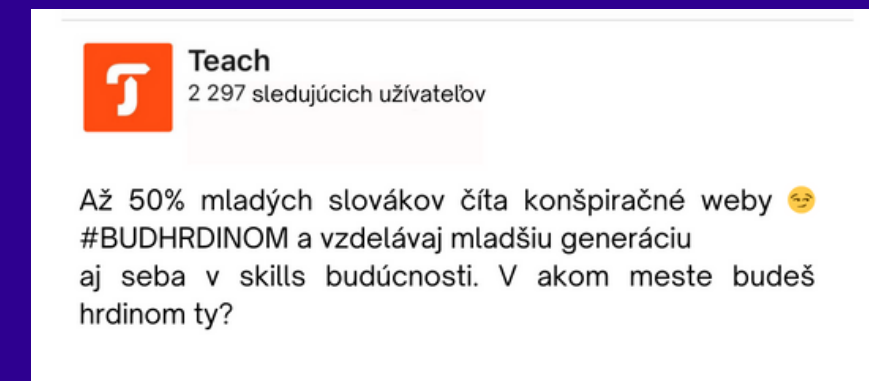 Teach
2 297 sledujúcich užívateľov
Až 50% mladých slovákov číta konšpiračné weby 😏
#BUDHRDINOM a vzdelávaj mladšiu generáciu
aj seba v skills budúcnosti. V akom meste budeš
hrdinom ty?